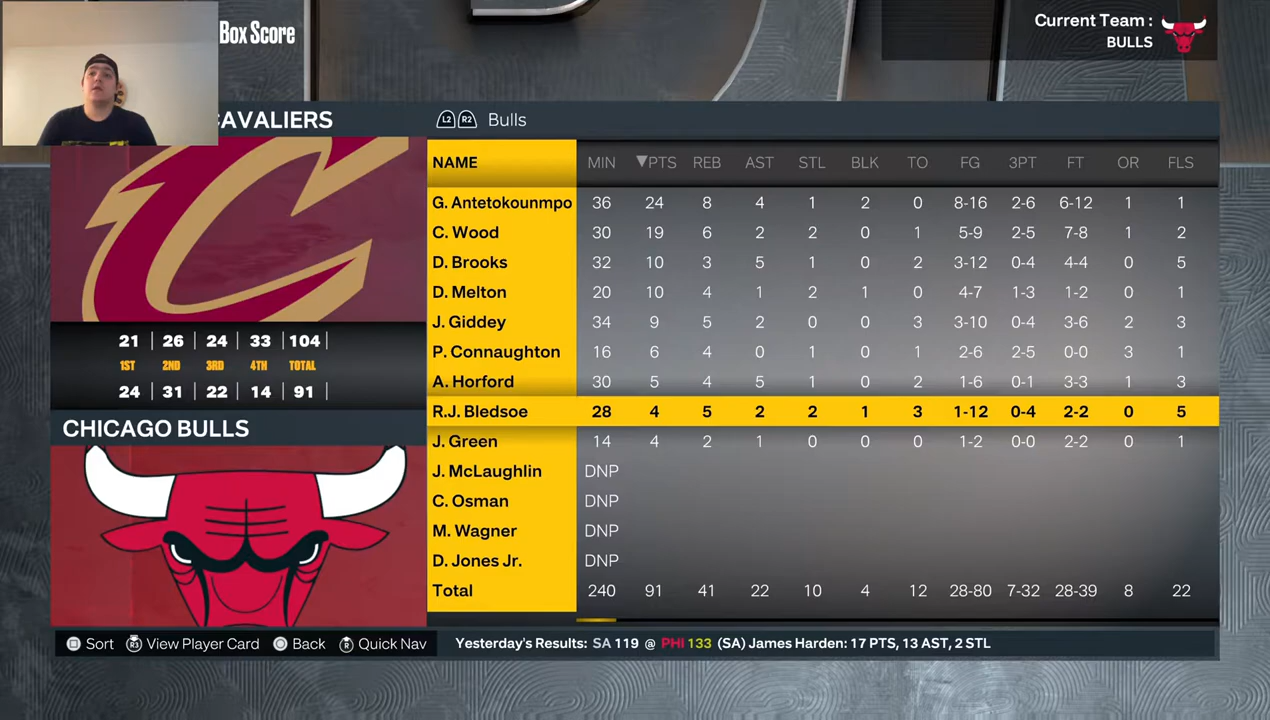 Box Score
Current Team :
BULLS
CAVALIERS
L2 R2 Bulls
NAME MIN ▼PTS REB AST STL BLK TO FG 3PT FT OR FLS
G. Antetokounmpo 36 24 8 4 1 2 0 8-16 2-6 6-12 1 1
C. Wood 30 19 6 2 2 0 1 5-9 2-5 7-8 1 2
D. Brooks 32 10 3 5 1 0 2 3-12 0-4 4-4 0 5
D. Melton 20 10 4 1 2 1 0 4-7 1-3 1-2 0 1
J. Giddey 34 9 5 2 0 0 3 3-10 0-4 3-6 2 3
P. Connaughton 16 6 4 0 1 0 1 2-6 2-5 0-0 3 1
A. Horford 30 5 4 5 1 0 2 1-6 0-1 3-3 1 3
R.J. Bledsoe 28 4 5 2 2 1 3 1-12 0-4 2-2 0 5
J. Green 14 4 2 1 0 0 0 1-2 0-0 2-2 0 1
J. McLaughlin DNP
C. Osman DNP
M. Wagner DNP
D. Jones Jr. DNP
Total 240 91 41 22 10 4 12 28-80 7-32 28-39 8 22
21 | 26 | 24 | 33 | 104 |
1ST 2ND 3RD 4TH TOTAL
24 | 31 | 22 | 14 | 91 |
CHICAGO BULLS
Sort R3 View Player Card Back R Quick Nav
Yesterday's Results: SA 119 @ PHI 133 (SA) James Harden: 17 PTS, 13 AST, 2 STL